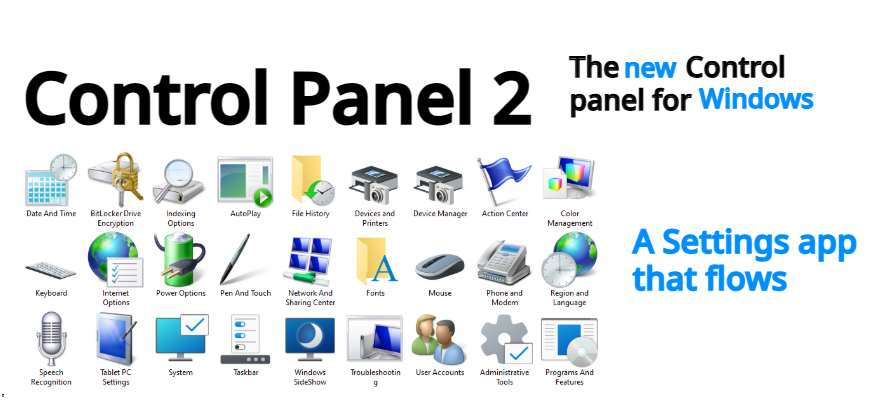 Control Panel 2
The new Control
panel for Windows
Date And Time
BitLocker Drive
Encryption
Indexing
Options
AutoPlay
File History
Devices and
Printers
Device Manager
Action Center
Color
Management
A Settings app
that flows
Keyboard
Internet
Options
Power Options
Pen And Touch
Network And
Sharing Center
Fonts
Mouse
Phone and
Modem
Region and
Language
Speech
Recognition
Tablet PC
Settings
System
Taskbar
Windows
SideShow
Troubleshootin
g
User Accounts
Administrative
Tools
Programs And
Features